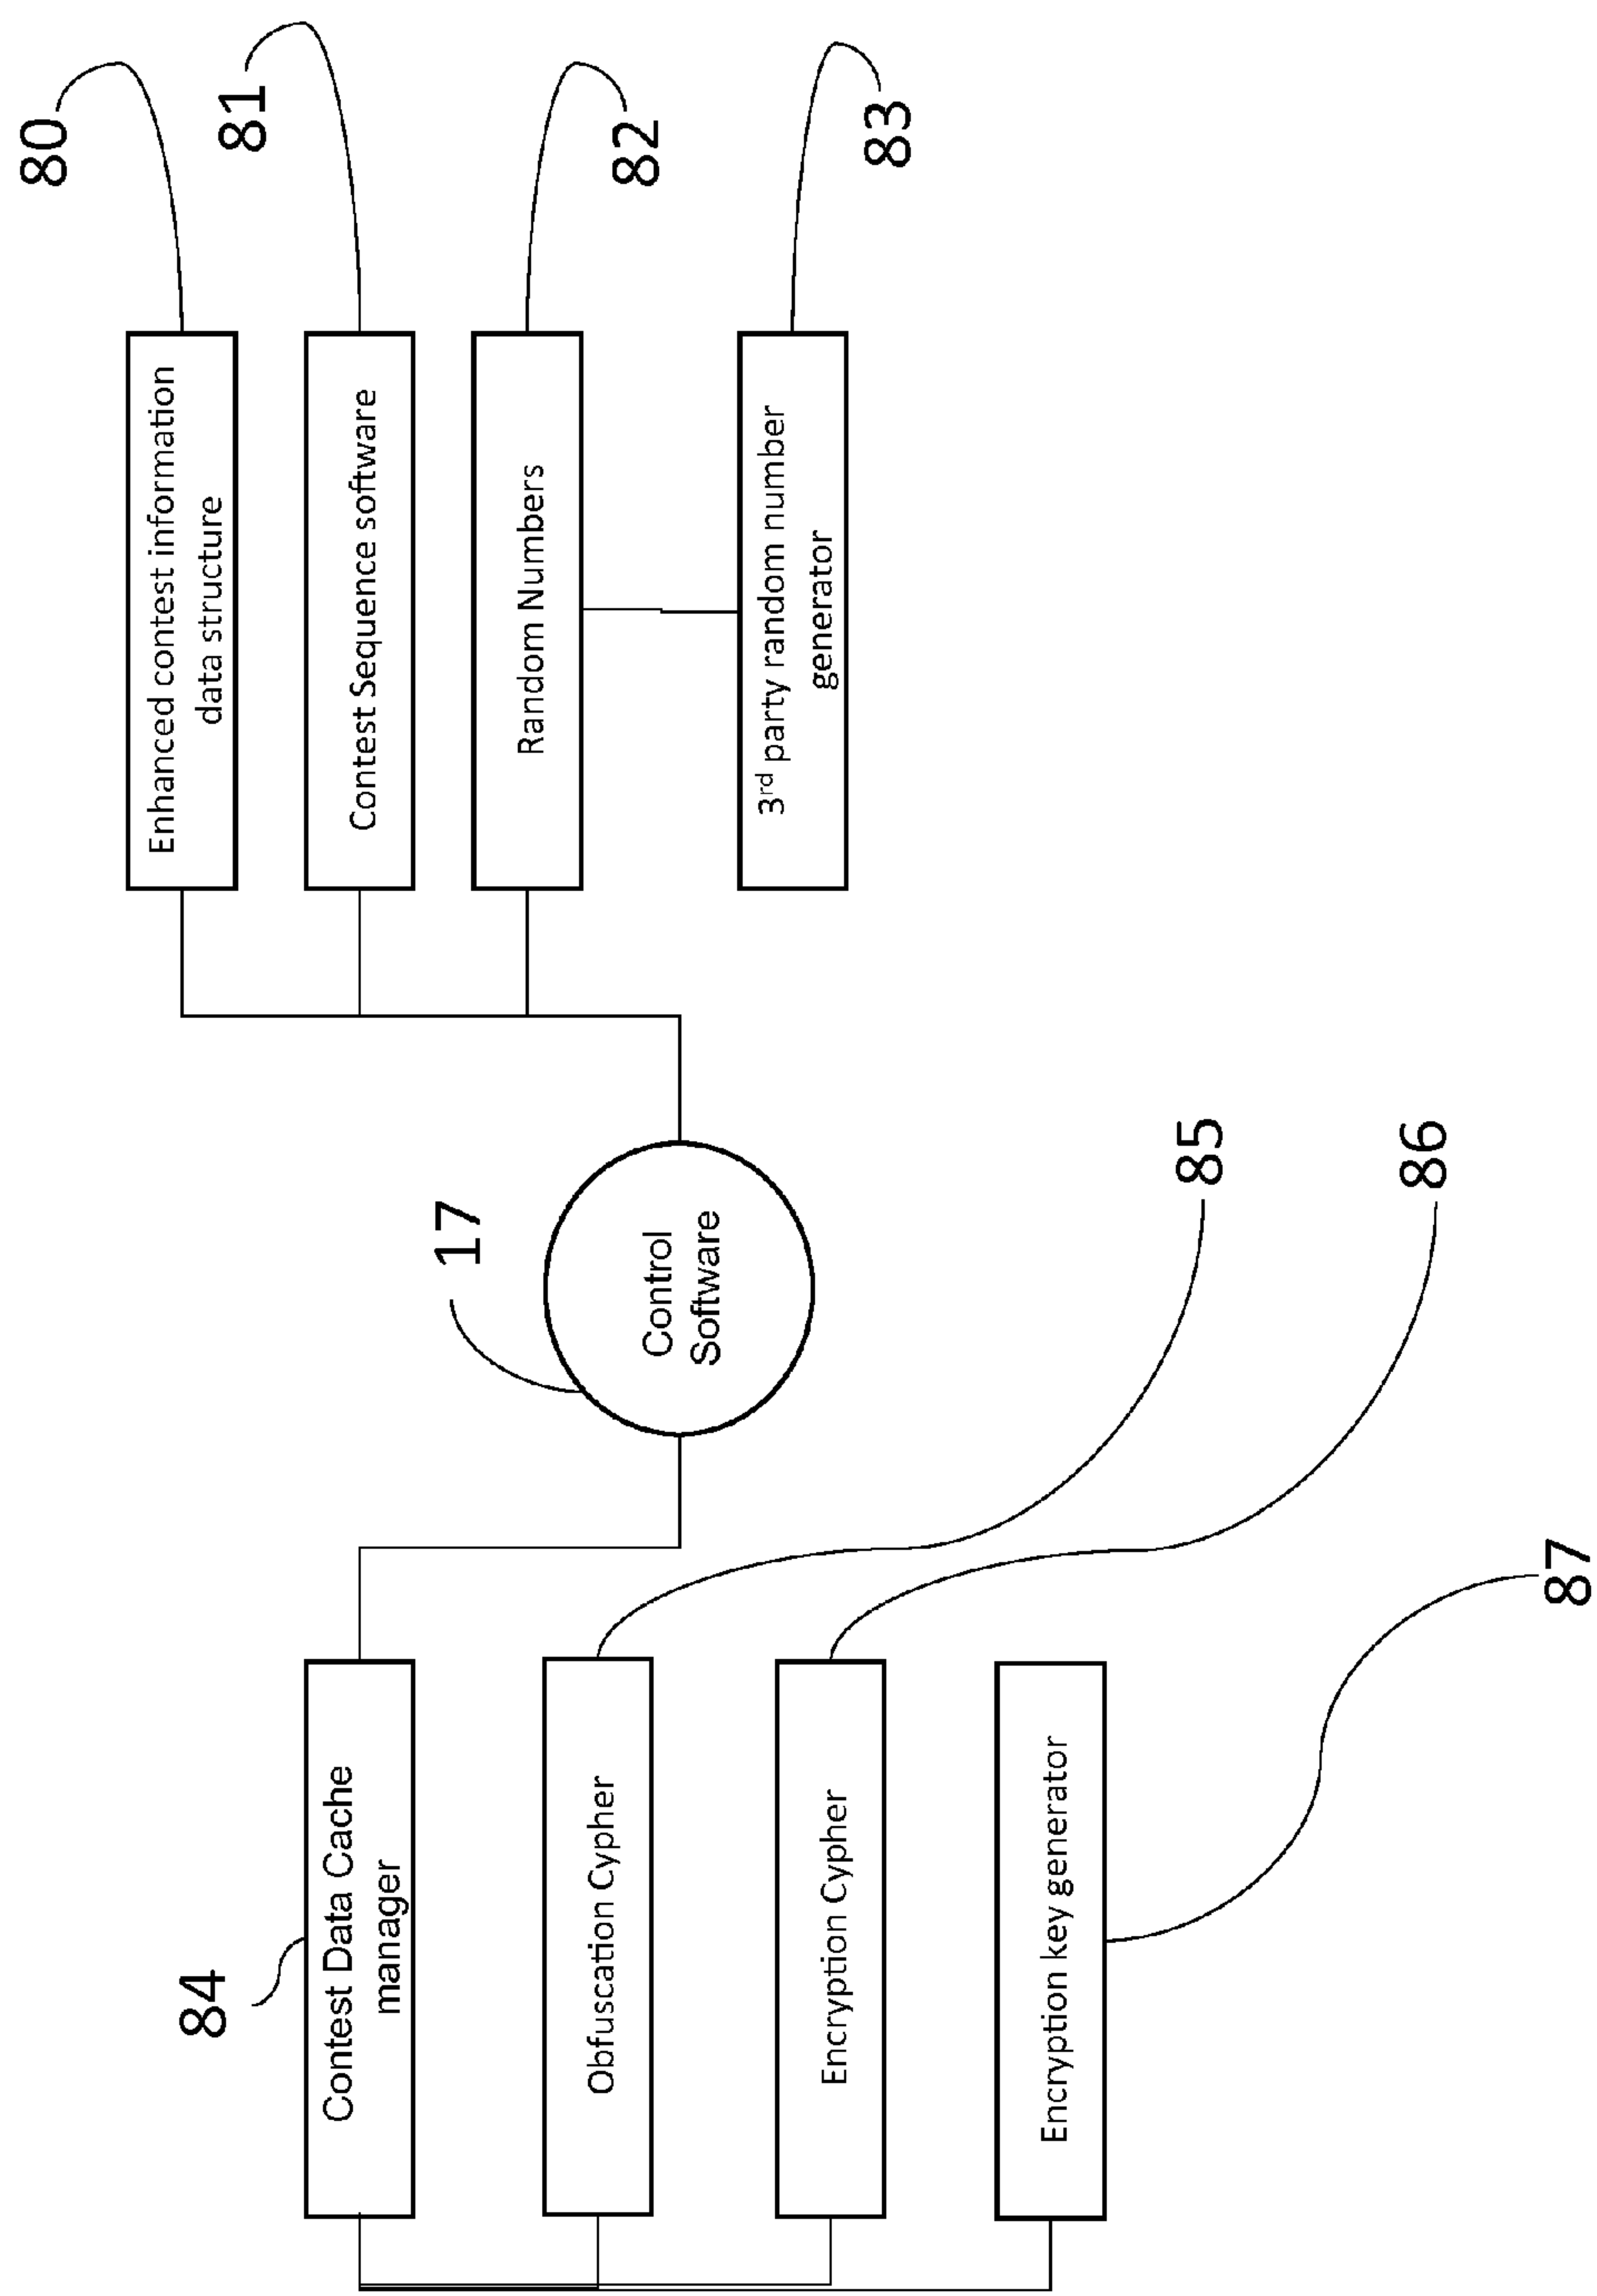 80
Enhanced contest information
data structure
81
Contest Sequence software
82
Random Numbers
83
3rd party random number
generator
17
Control
Software
84
Contest Data Cache
manager
85
Obfuscation Cypher
86
Encryption Cypher
87
Encryption key generator